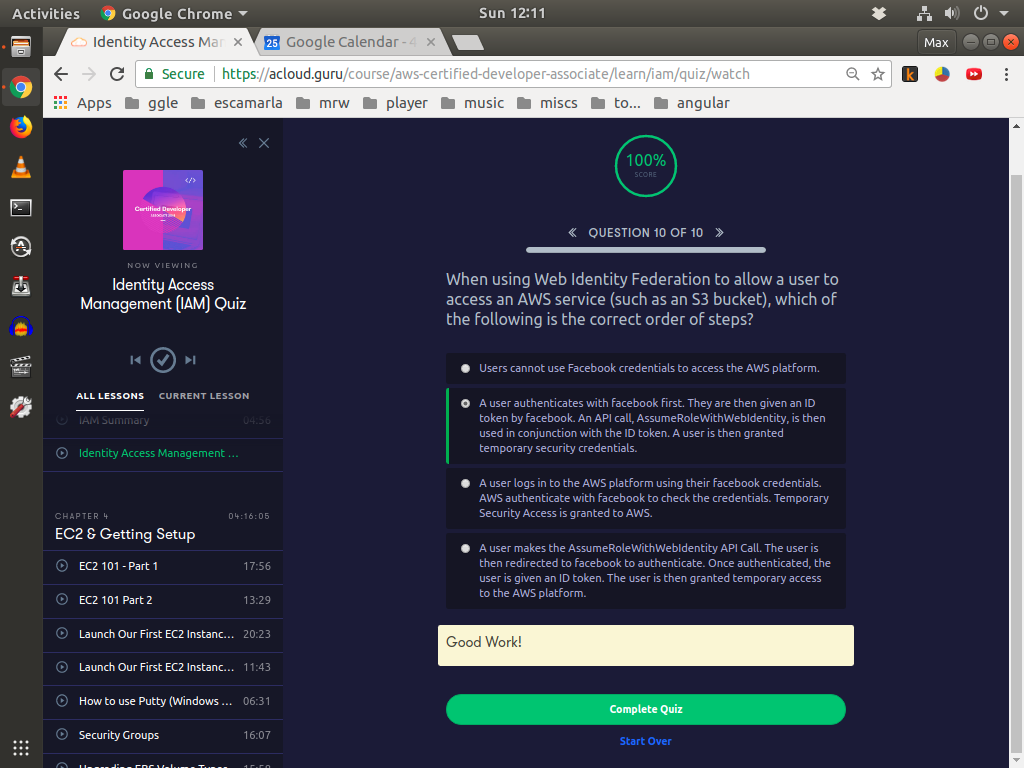 Activities Google Chrome Sun 12:11
Identity Access Mar Google Calendar - 4 Max
Secure https://acloud.guru/course/aws-certified-developer-associate/learn/iam/quiz/watch
Apps ggle escamarla mrw player music miscs to... angular
Certified Developer
NOW VIEWING
Identity Access
Management (IAM) Quiz
ALL LESSONS CURRENT LESSON
IAM Summary 04:56
Identity Access Management ...
CHAPTER 4 04:16:05
EC2 & Getting Setup
EC2 101 - Part 1 17:56
EC2 101 Part 2 13:29
Launch Our First EC2 Instanc... 20:23
Launch Our First EC2 Instanc... 11:43
How to use Putty (Windows ... 06:31
Security Groups 16:07
100%
SCORE
« QUESTION 10 OF 10 »
When using Web Identity Federation to allow a user to
access an AWS service (such as an S3 bucket), which of
the following is the correct order of steps?
Users cannot use Facebook credentials to access the AWS platform.
A user authenticates with facebook first. They are then given an ID
token by facebook. An API call, AssumeRoleWithWebIdentity, is then
used in conjunction with the ID token. A user is then granted
temporary security credentials.
A user logs in to the AWS platform using their facebook credentials.
AWS authenticate with facebook to check the credentials. Temporary
Security Access is granted to AWS.
A user makes the AssumeRoleWithWebIdentity API Call. The user is
then redirected to facebook to authenticate. Once authenticated, the
user is given an ID token. The user is then granted temporary access
to the AWS platform.
Good Work!
Complete Quiz
Start Over